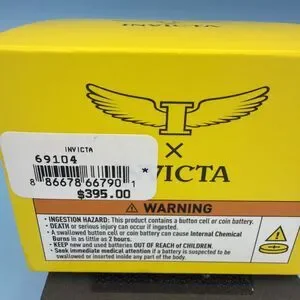 I
×
VICTA
INVICTA
69104
8 86678 66790 1
*
$395.00
WARNING
• INGESTION HAZARD: This product contains a button cell or coin battery.
• DEATH or serious injury can occur if ingested.
• A swallowed button cell or coin battery can cause Internal Chemical
Burns in as little as 2 hours.
• KEEP new and used batteries OUT OF REACH of CHILDREN.
• Seek immediate medical attention if a battery is suspected to be
swallowed or inserted inside any part of the body.